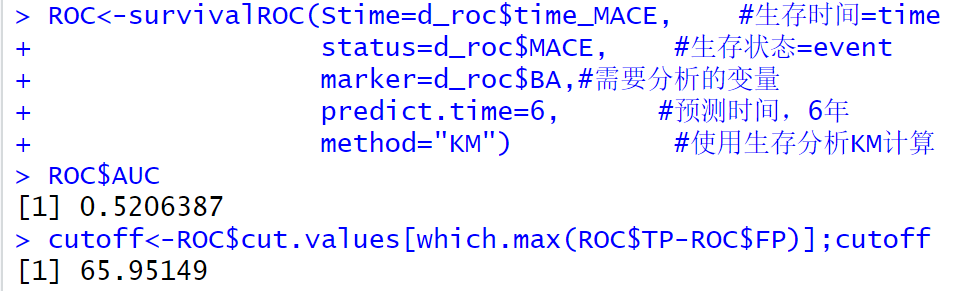 > ROC<-survivalROC(Stime=d_roc$time_MACE,    #生存时间=time
+                  status=d_roc$MACE,    #生存状态=event
+                  marker=d_roc$BA,#需要分析的变量
+                  predict.time=6,      #预测时间，6年
+                  method="KM")          #使用生存分析KM计算
> ROC$AUC
[1] 0.5206387
> cutoff<-ROC$cut.values[which.max(ROC$TP-ROC$FP)];cutoff
[1] 65.95149